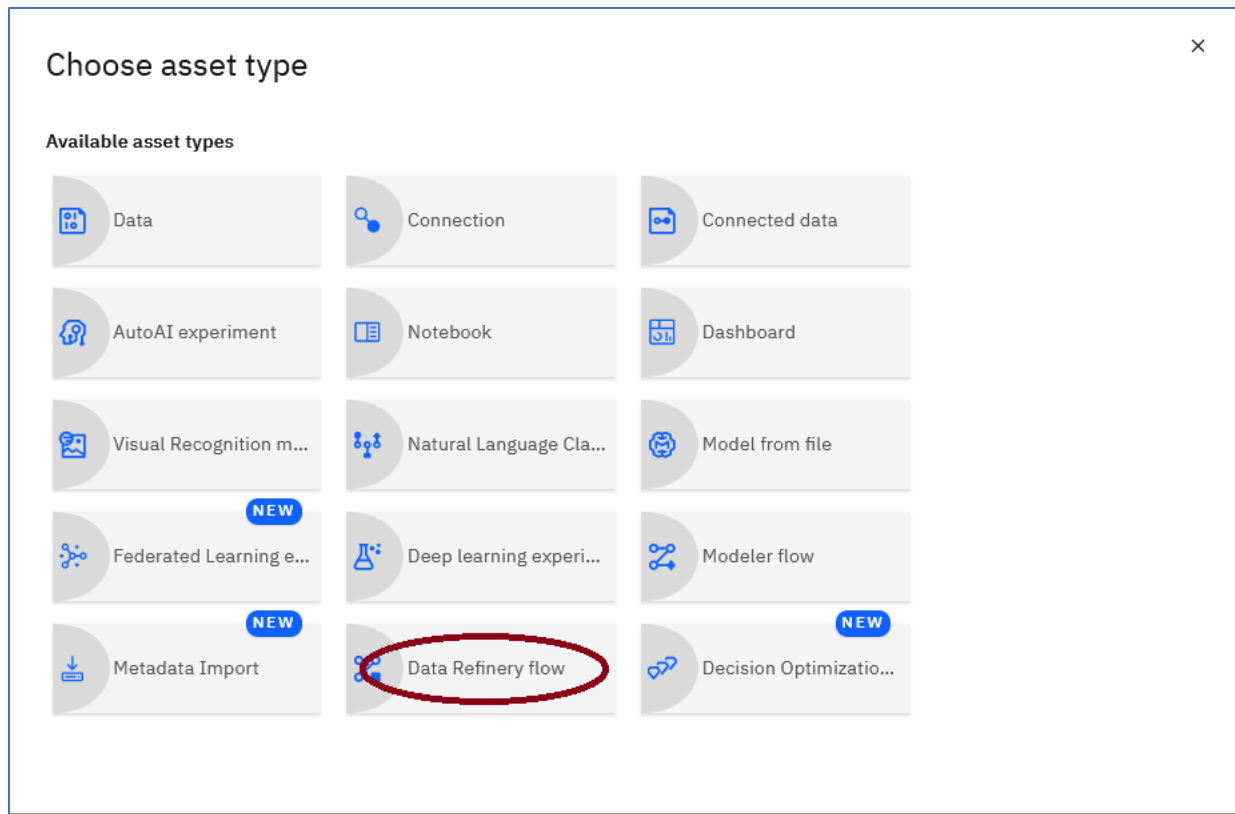 Choose asset type
Available asset types
Data
Connection
Connected data
AutoAI experiment
Notebook
Dashboard
Visual Recognition m...
Natural Language Cla...
Model from file
NEW
Federated Learning e...
Deep learning experi...
Modeler flow
NEW
Metadata Import
Data Refinery flow
NEW
Decision Optimizatio...